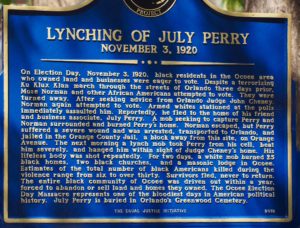 PROJECT
LYNCHING OF JULY PERRY
NOVEMBER 3, 1920
On Election Day, November 3, 1920, black residents in the Ocoee area
who owned land and businesses were eager to vote. Despite a terrorizing
Ku Klux Klan march through the streets of Orlando three days prior,
Mose Norman and other African Americans attempted to vote. They were
turned away. After seeking advice from Orlando Judge John Cheney,
Norman again attempted to vote. Armed whites stationed at the polls
immediately assaulted him. Reportedly, he fled to the home of his friend
and business associate, July Perry. A mob seeking to capture Perry and
Norman surrounded and burned Perry's home. Norman escaped, but Perry
suffered a severe wound and was arrested, transported to Orlando, and
jailed in the Orange County Jail, a block away from this site, on Orange
Avenue. The next morning a lynch mob took Perry from his cell, beat
him severely, and hanged him within sight of Judge Cheney's home. His
lifeless body was shot repeatedly. For two days, a white mob burned 25
black homes, two black churches, and a masonic lodge in Ocoee.
Estimates of the total number of black Americans killed during the
violence range from six to over thirty. Survivors fled, never to return.
The entire black community of Ocoee was driven out within a year,
forced to abandon or sell land and homes they owned. The Ocoee Election
Day Massacre represents one of the bloodiest days in American political
history. July Perry is buried in Orlando's Greenwood Cemetery.
THE EQUAL JUSTICE INITIATIVE